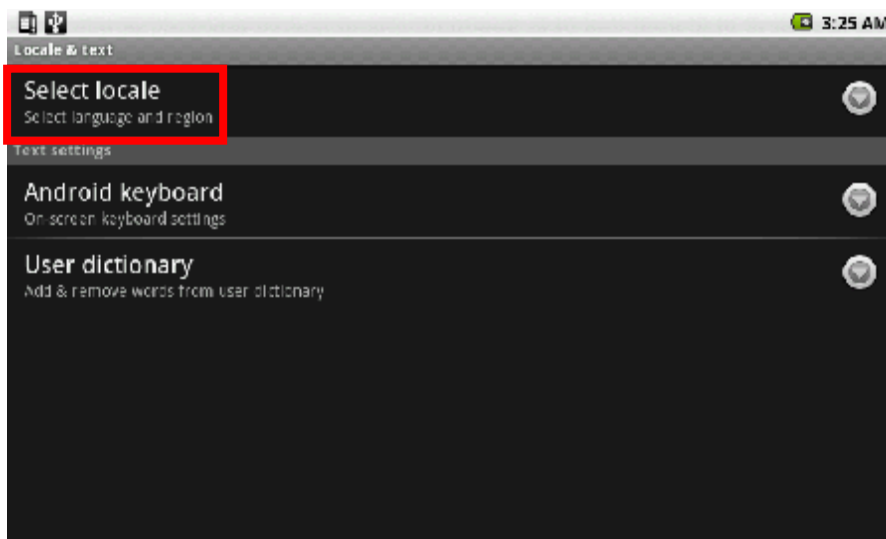 3:25 AM
Locale & text
Select locale
Select language and region
Text settings
Android keyboard
On-screen keyboard settings
User dictionary
Add & remove words from user dictionary